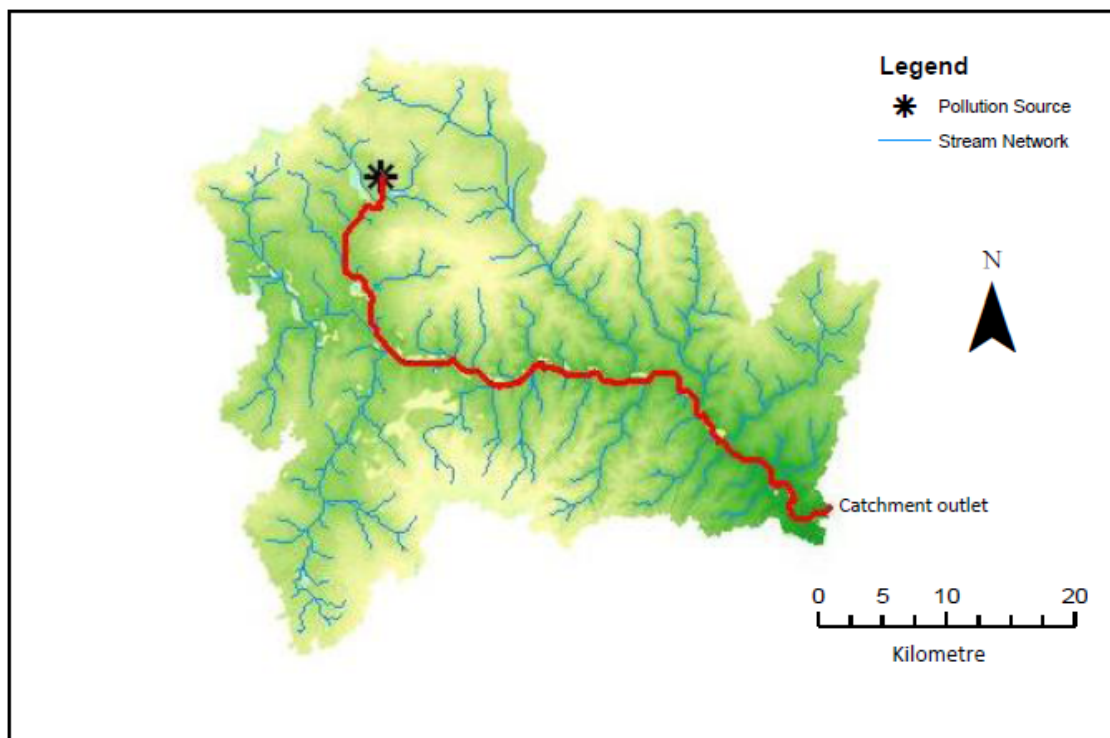 Legend
Pollution Source
Stream Network
N
Catchment outlet
0 5 10 20
Kilometre